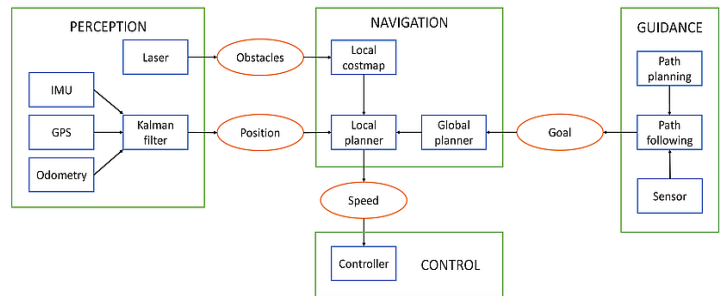 PERCEPTION
Laser
IMU
GPS
Odometry
Kalman
filter
Obstacles
Position
NAVIGATION
Local
costmap
Local
planner
Global
planner
Speed
Controller
CONTROL
Goal
GUIDANCE
Path
planning
Path
following
Sensor